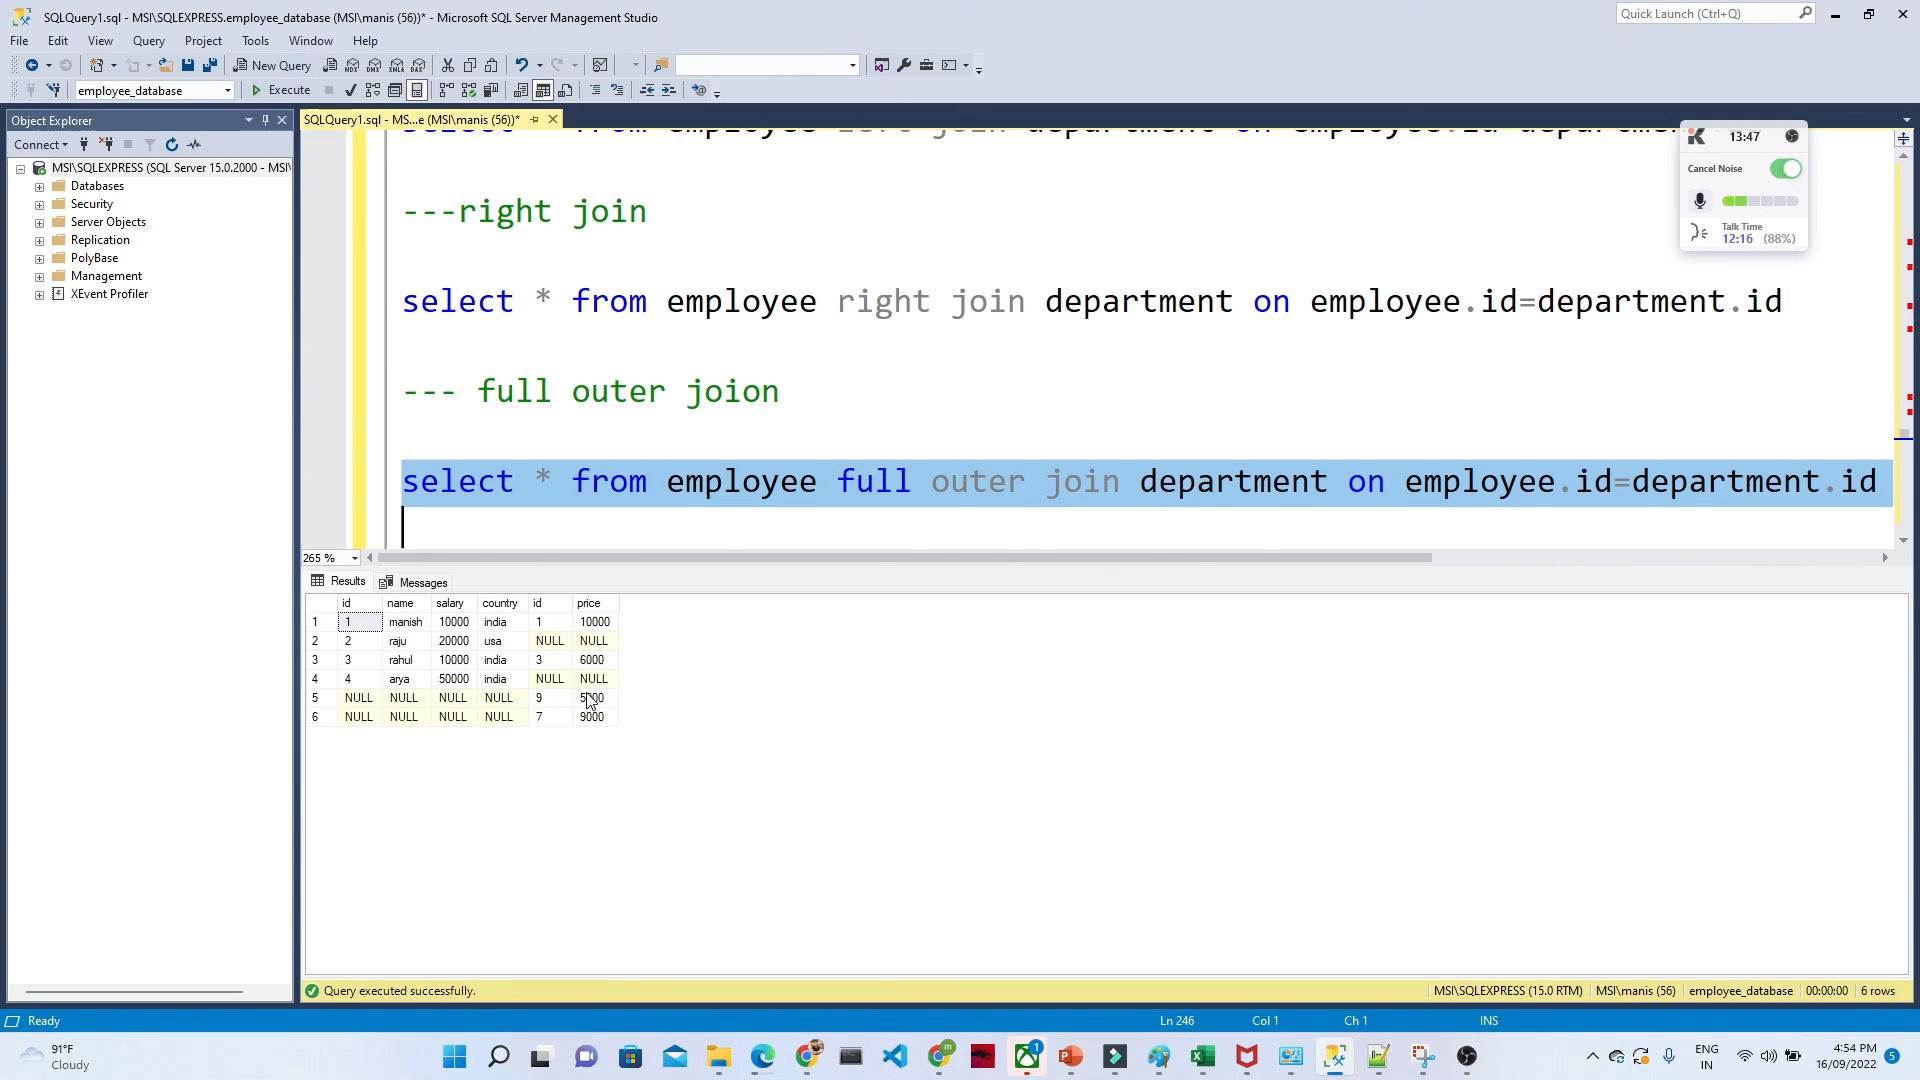 SQLQuery1.sql - MSI\SQLEXPRESS.employee_database (MSI\manis (56))* - Microsoft SQL Server Management Studio
Quick Launch (Ctrl+Q)
File Edit View Query Project Tools Window Help
New Query
employee_database Execute
Object Explorer
SQLQuery1.sql - MS...e (MSI\manis (56))*
Connect
MSI\SQLEXPRESS (SQL Server 15.0.2000 - MSI\
Databases
Security
Server Objects
Replication
PolyBase
Management
XEvent Profiler
13:47
Cancel Noise
Talk Time
12:16 (88%)
---right join
select * from employee right join department on employee.id=department.id
--- full outer joion
select * from employee full outer join department on employee.id=department.id
265 %
Results Messages
id name salary country id price
1 1 manish 10000 india 1 10000
2 2 raju 20000 usa NULL NULL
3 3 rahul 10000 india 3 6000
4 4 arya 50000 india NULL NULL
5 NULL NULL NULL NULL 9
6 NULL NULL NULL NULL 7 9000
Query executed successfully.
MSI\SQLEXPRESS (15.0 RTM) MSI\manis (56) employee_database 00:00:00 6 rows
Ready
Ln 246 Col 1 Ch 1 INS
91°F
Cloudy
ENG
IN
4:54 PM
16/09/2022
5